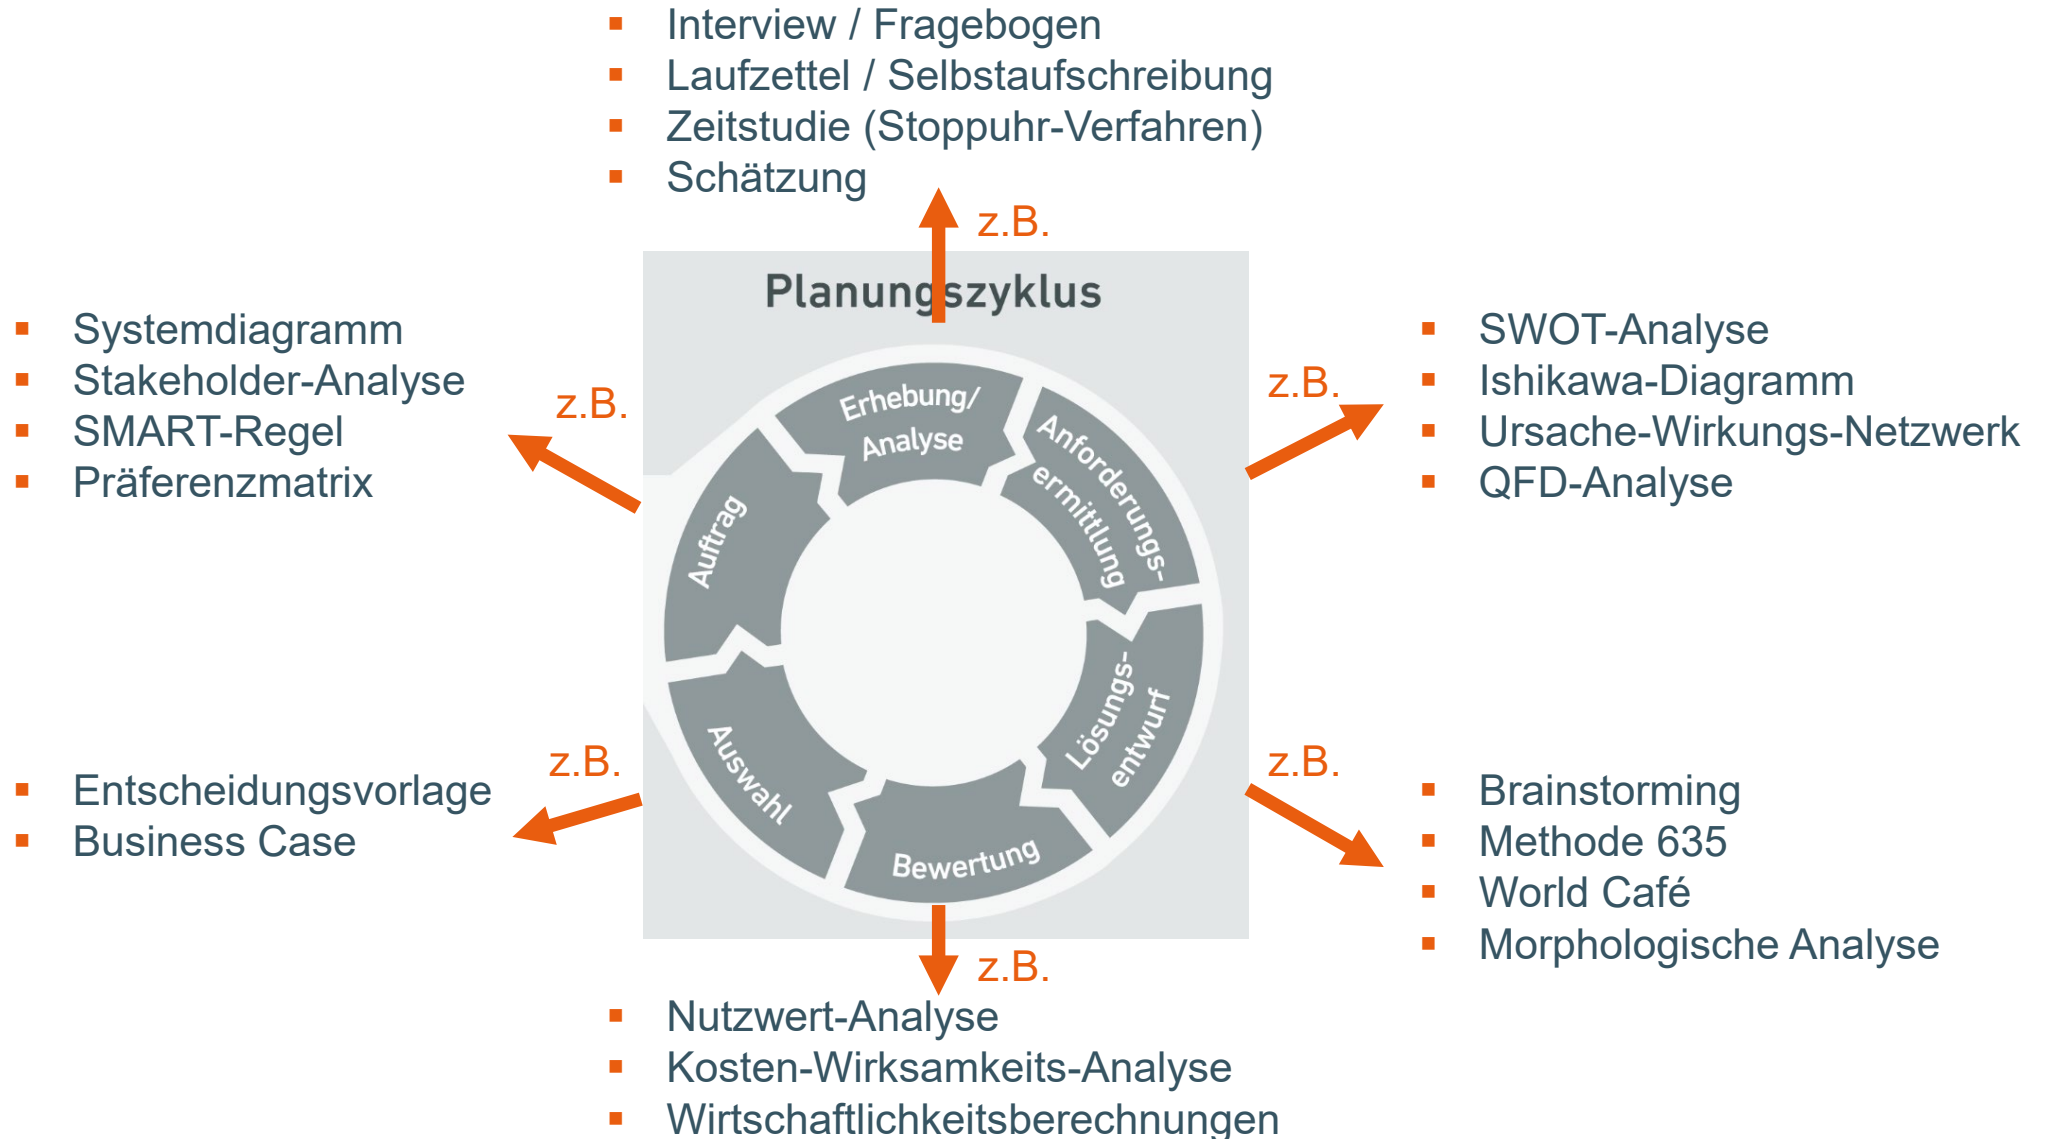 Interview / Fragebogen
Laufzettel / Selbstaufschreibung
Zeitstudie (Stoppuhr-Verfahren)
Schätzung
z.B.
Planungszyklus
Systemdiagramm
Stakeholder-Analyse
SMART-Regel
Präferenzmatrix
z.B.
z.B.
SWOT-Analyse
Ishikawa-Diagramm
Ursache-Wirkungs-Netzwerk
QFD-Analyse
Erhebung/
Analyse
Anforderungs-
ermittlung
Lösungs-
entwurf
Bewertung
Auswahl
Auftrag
z.B.
Entscheidungsvorlage
Business Case
z.B.
Brainstorming
Methode 635
World Café
Morphologische Analyse
z.B.
Nutzwert-Analyse
Kosten-Wirksamkeits-Analyse
Wirtschaftlichkeitsberechnungen